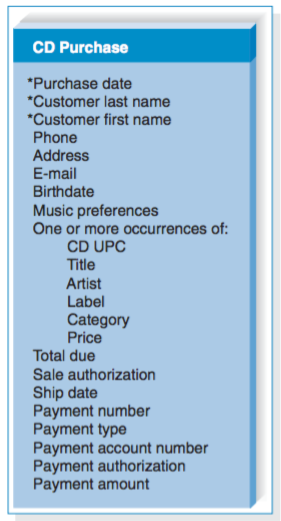 CD Purchase
*Purchase date
*Customer last name
*Customer first name
Phone
Address
E-mail
Birthdate
Music preferences
One or more occurrences of:
CD UPC
Title
Artist
Label
Category
Price
Total due
Sale authorization
Ship date
Payment number
Payment type
Payment account number
Payment authorization
Payment amount